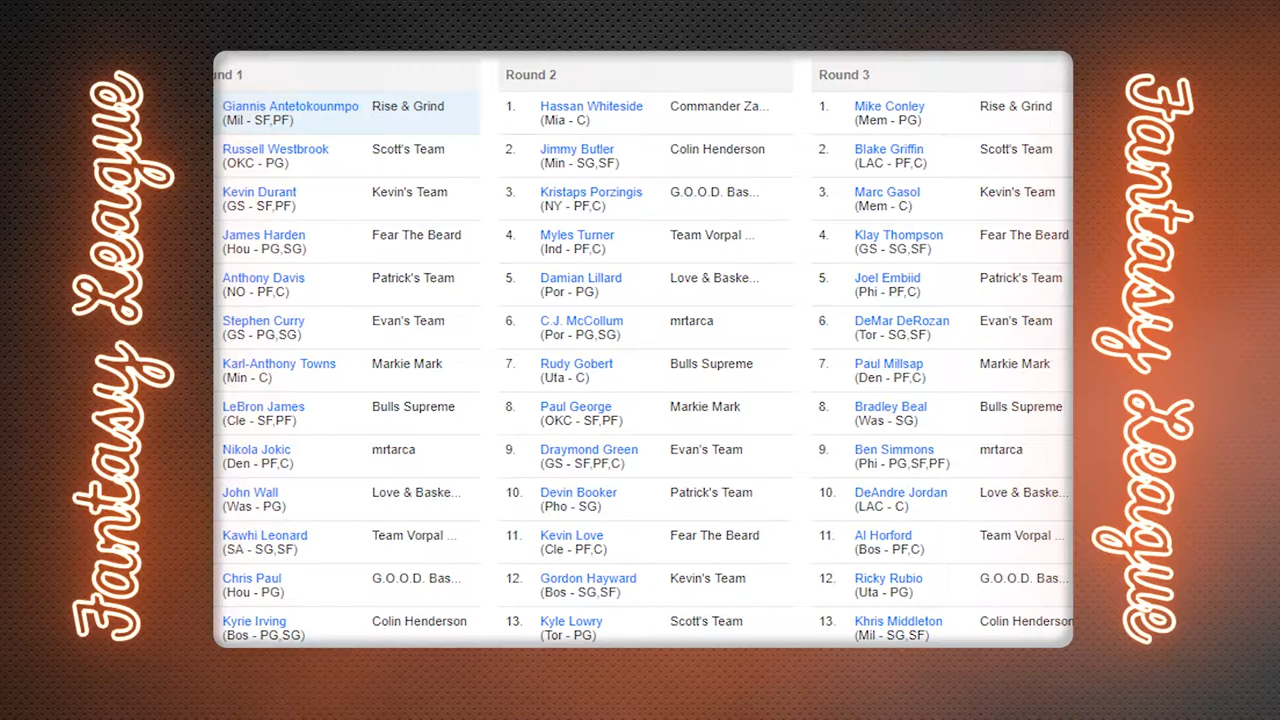 Fantasy League
und 1
Giannis Antetokounmpo Rise & Grind
(Mil - SF,PF)
Russell Westbrook Scott's Team
(OKC - PG)
Kevin Durant Kevin's Team
(GS - SF,PF)
James Harden Fear The Beard
(Hou - PG,SG)
Anthony Davis Patrick's Team
(NO - PF,C)
Stephen Curry Evan's Team
(GS - PG,SG)
Karl-Anthony Towns Markie Mark
(Min - C)
LeBron James Bulls Supreme
(Cle - SF,PF)
Nikola Jokic mrtarca
(Den - PF,C)
John Wall Love & Baske...
(Was - PG)
Kawhi Leonard Team Vorpal ...
(SA - SG,SF)
Chris Paul G.O.O.D. Bas...
(Hou - PG)
Kyrie Irving Colin Henderson
(Bos - PG,SG)
Round 2
1. Hassan Whiteside Commander Za...
(Mia - C)
2. Jimmy Butler Colin Henderson
(Min - SG,SF)
3. Kristaps Porzingis G.O.O.D. Bas...
(NY - PF,C)
4. Myles Turner Team Vorpal ...
(Ind - PF,C)
5. Damian Lillard Love & Baske...
(Por - PG)
6. C.J. McCollum mrtarca
(Por - PG,SG)
7. Rudy Gobert Bulls Supreme
(Uta - C)
8. Paul George Markie Mark
(OKC - SF,PF)
9. Draymond Green Evan's Team
(GS - SF,PF,C)
10. Devin Booker Patrick's Team
(Pho - SG)
11. Kevin Love Fear The Beard
(Cle - PF,C)
12. Gordon Hayward Kevin's Team
(Bos - SG,SF)
13. Kyle Lowry Scott's Team
(Tor - PG)
Round 3
1. Mike Conley Rise & Grind
(Mem - PG)
2. Blake Griffin Scott's Team
(LAC - PF,C)
3. Marc Gasol Kevin's Team
(Mem - C)
4. Klay Thompson Fear The Beard
(GS - SG,SF)
5. Joel Embiid Patrick's Team
(Phi - PF,C)
6. DeMar DeRozan Evan's Team
(Tor - SG,SF)
7. Paul Millsap Markie Mark
(Den - PF,C)
8. Bradley Beal Bulls Supreme
(Was - SG)
9. Ben Simmons mrtarca
(Phi - PG,SF,PF)
10. DeAndre Jordan Love & Baske...
(LAC - C)
11. Al Horford Team Vorpal ...
(Bos - PF,C)
12. Ricky Rubio G.O.O.D. Bas...
(Uta - PG)
13. Khris Middleton Colin Henderson
(Mil - SG,SF)
Fantasy League